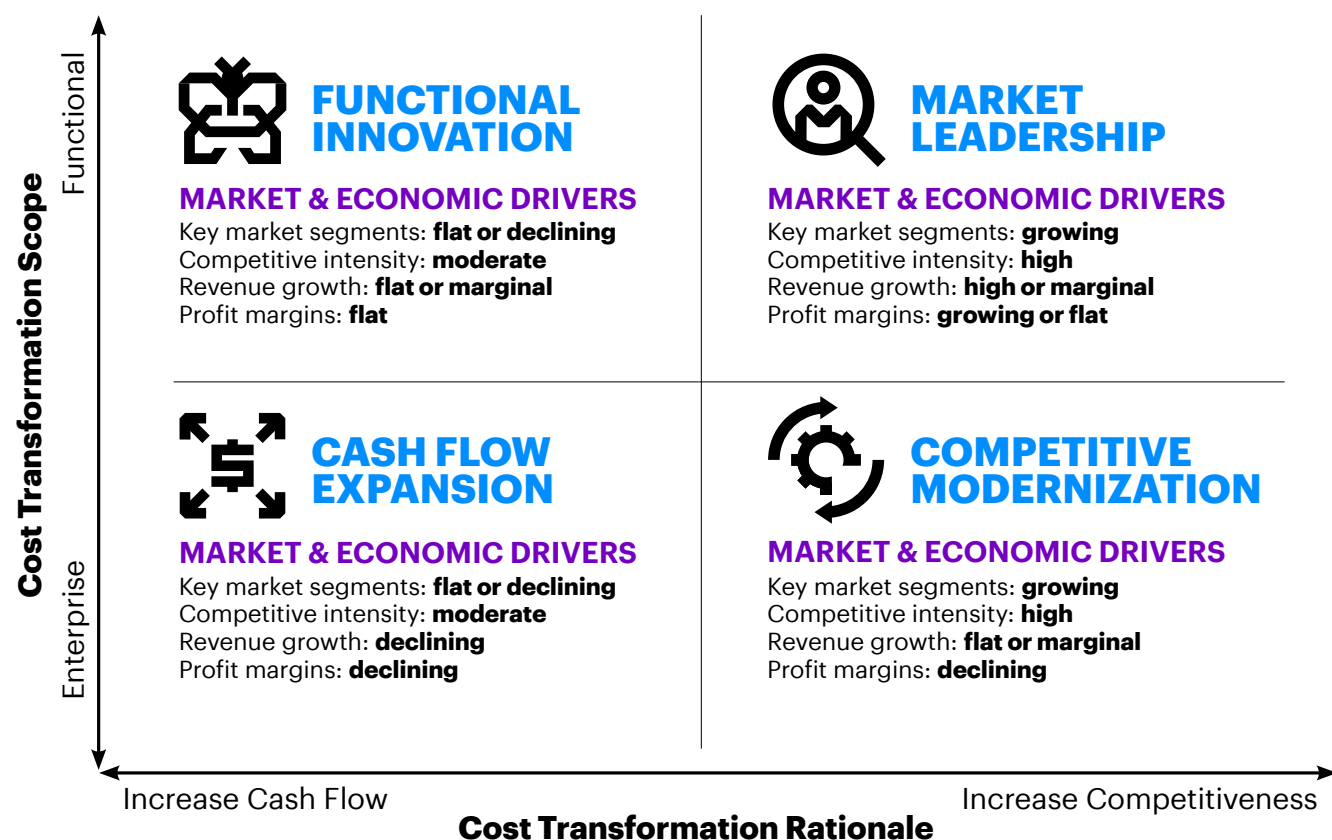 Cost Transformation Scope
Functional
Enterprise
FUNCTIONAL
INNOVATION
MARKET & ECONOMIC DRIVERS
Key market segments: flat or declining
Competitive intensity: moderate
Revenue growth: flat or marginal
Profit margins: flat
MARKET
LEADERSHIP
MARKET & ECONOMIC DRIVERS
Key market segments: growing
Competitive intensity: high
Revenue growth: high or marginal
Profit margins: growing or flat
$
CASH FLOW
EXPANSION
MARKET & ECONOMIC DRIVERS
Key market segments: flat or declining
Competitive intensity: moderate
Revenue growth: declining
Profit margins: declining
COMPETITIVE
MODERNIZATION
MARKET & ECONOMIC DRIVERS
Key market segments: growing
Competitive intensity: high
Revenue growth: flat or marginal
Profit margins: declining
Increase Cash Flow
Increase Competitiveness
Cost Transformation Rationale